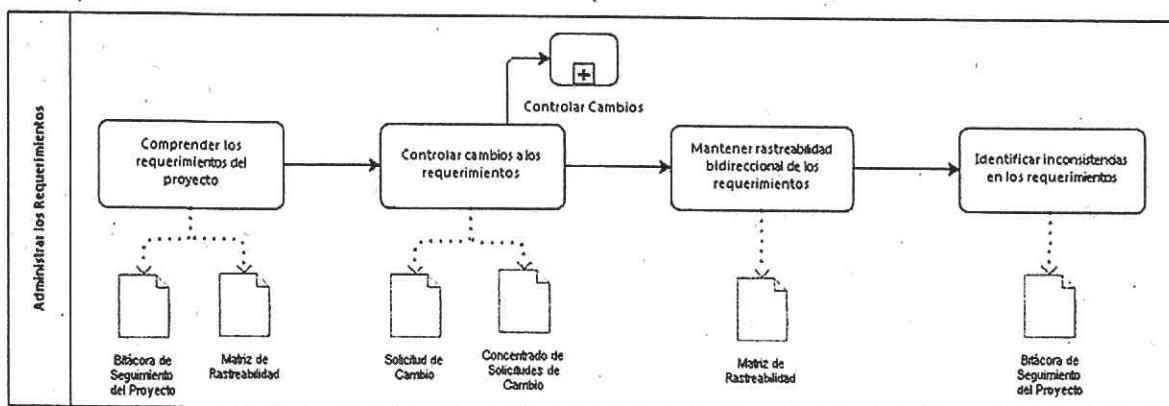 Administrar los Requerimientos
Controlar Cambios
Comprender los
requerimientos del
proyecto
Controlar cambios a los
requerimientos
Mantener rastreabilidad
bidireccional de los
requerimientos
Identificar inconsistencias
en los requerimientos
Bitácora de
Seguimiento
del Proyecto
Matriz de
Rastreabilidad
Solicitud de
Cambio
Concentrado de
Solicitudes de
Cambio
Matriz de
Rastreabilidad
Bitácora de
Seguimiento
del Proyecto